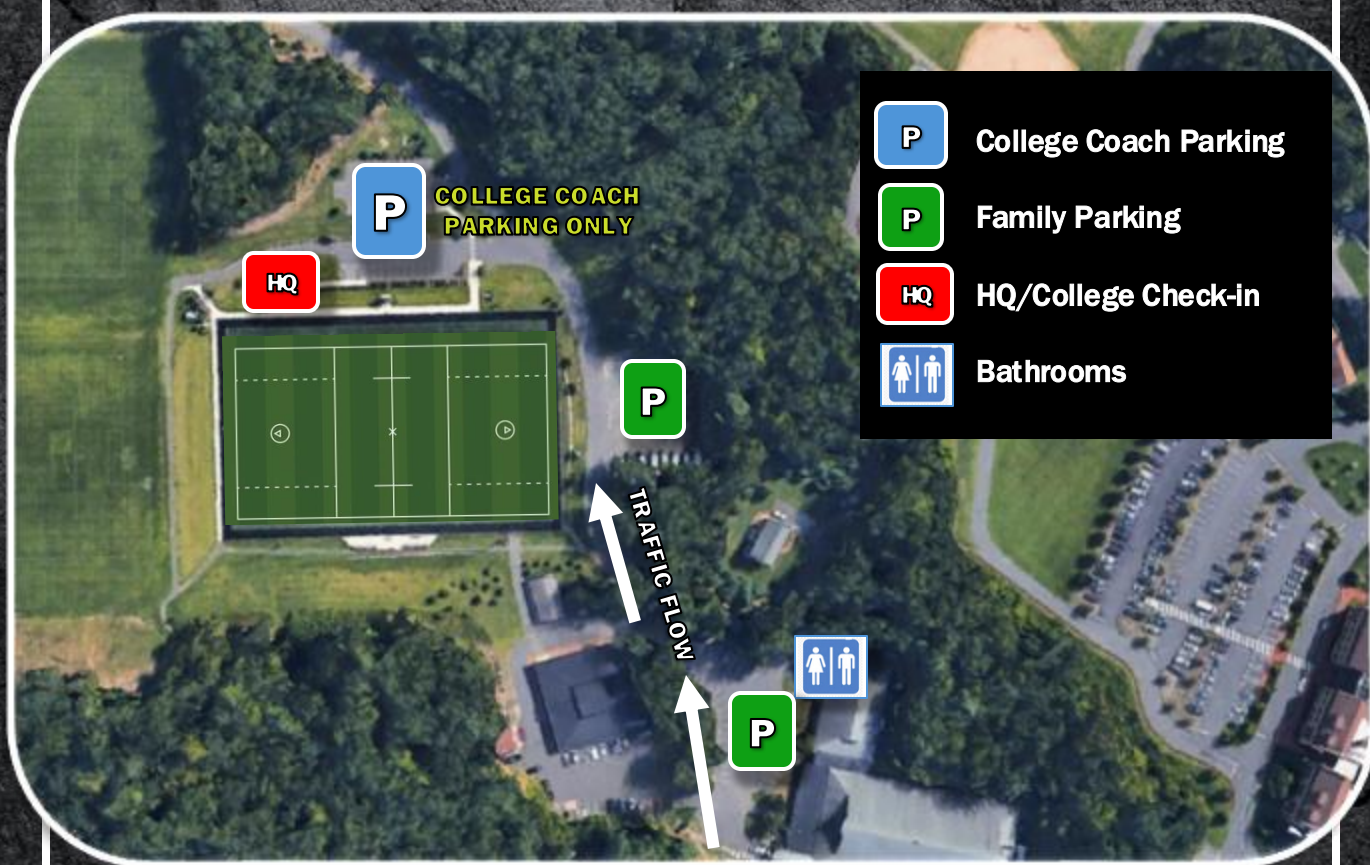 P
COLLEGE COACH
PARKING ONLY
HQ
P
TRAFFIC FLOW
P
P College Coach Parking
P Family Parking
HQ HQ/College Check-in
Bathrooms